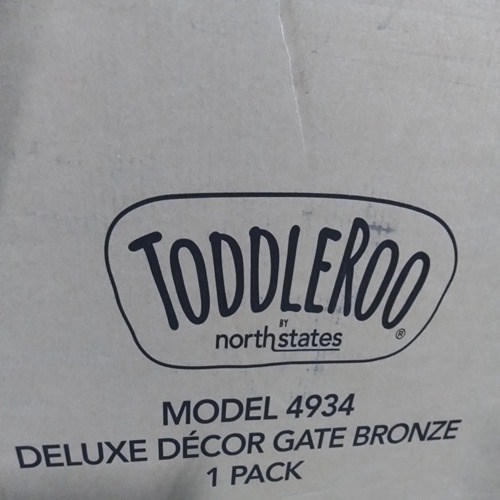 TODDLEROO
BY
northstates
®
MODEL 4934
DELUXE DÉCOR GATE BRONZE
1 PACK